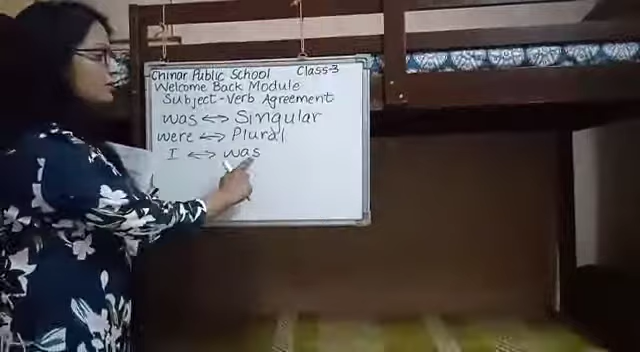 Chinar Public School Class-3
Welcome Back Module
Subject-Verb Agreement
was ↔ Singular
were ↔ Plural
I ↔ was